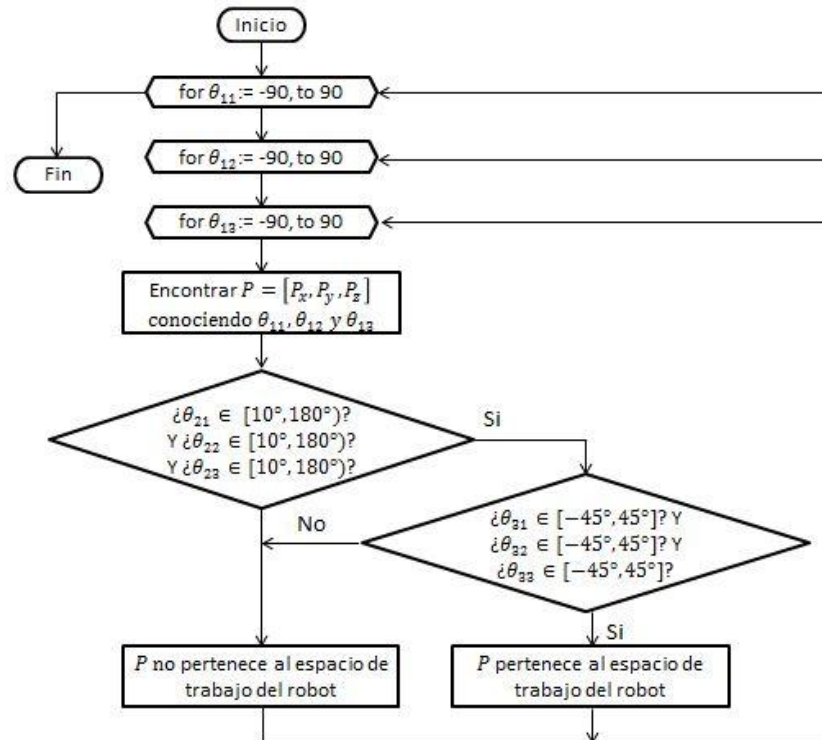 Inicio
for θ₁₁:= -90, to 90
for θ₁₂:= -90, to 90
Fin
for θ₁₃:= -90, to 90
Encontrar P = [Pₓ, Pᵧ, P_z]
conociendo θ₁₁, θ₁₂ y θ₁₃
¿θ₂₁ ∈ [10°, 180°)?
Y ¿θ₂₂ ∈ [10°, 180°)?
Y ¿θ₂₃ ∈ [10°, 180°)?
Si
No
¿θ₃₁ ∈ [−45°, 45°]? Y
¿θ₃₂ ∈ [−45°, 45°]? Y
¿θ₃₃ ∈ [−45°, 45°]?
Si
P no pertenece al espacio de
trabajo del robot
P pertenece al espacio de
trabajo del robot